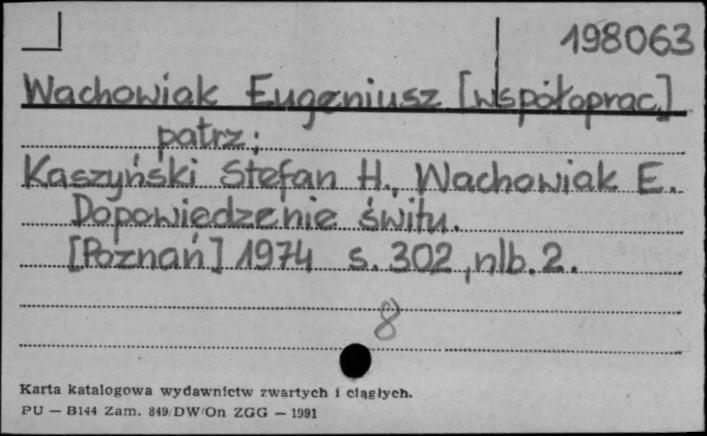 198063
Wachowiak Eugeniusz [współoprac.]
patrz:
Kaszyński Stefan H., Wachowiak E.
Dopowiedzenie świtu.
[Poznań] 1974 s. 302, nlb. 2.
8
Karta katalogowa wydawnictw zwartych i ciągłych.
PU — B144 Zam. 849/DW/On ZGG — 1991